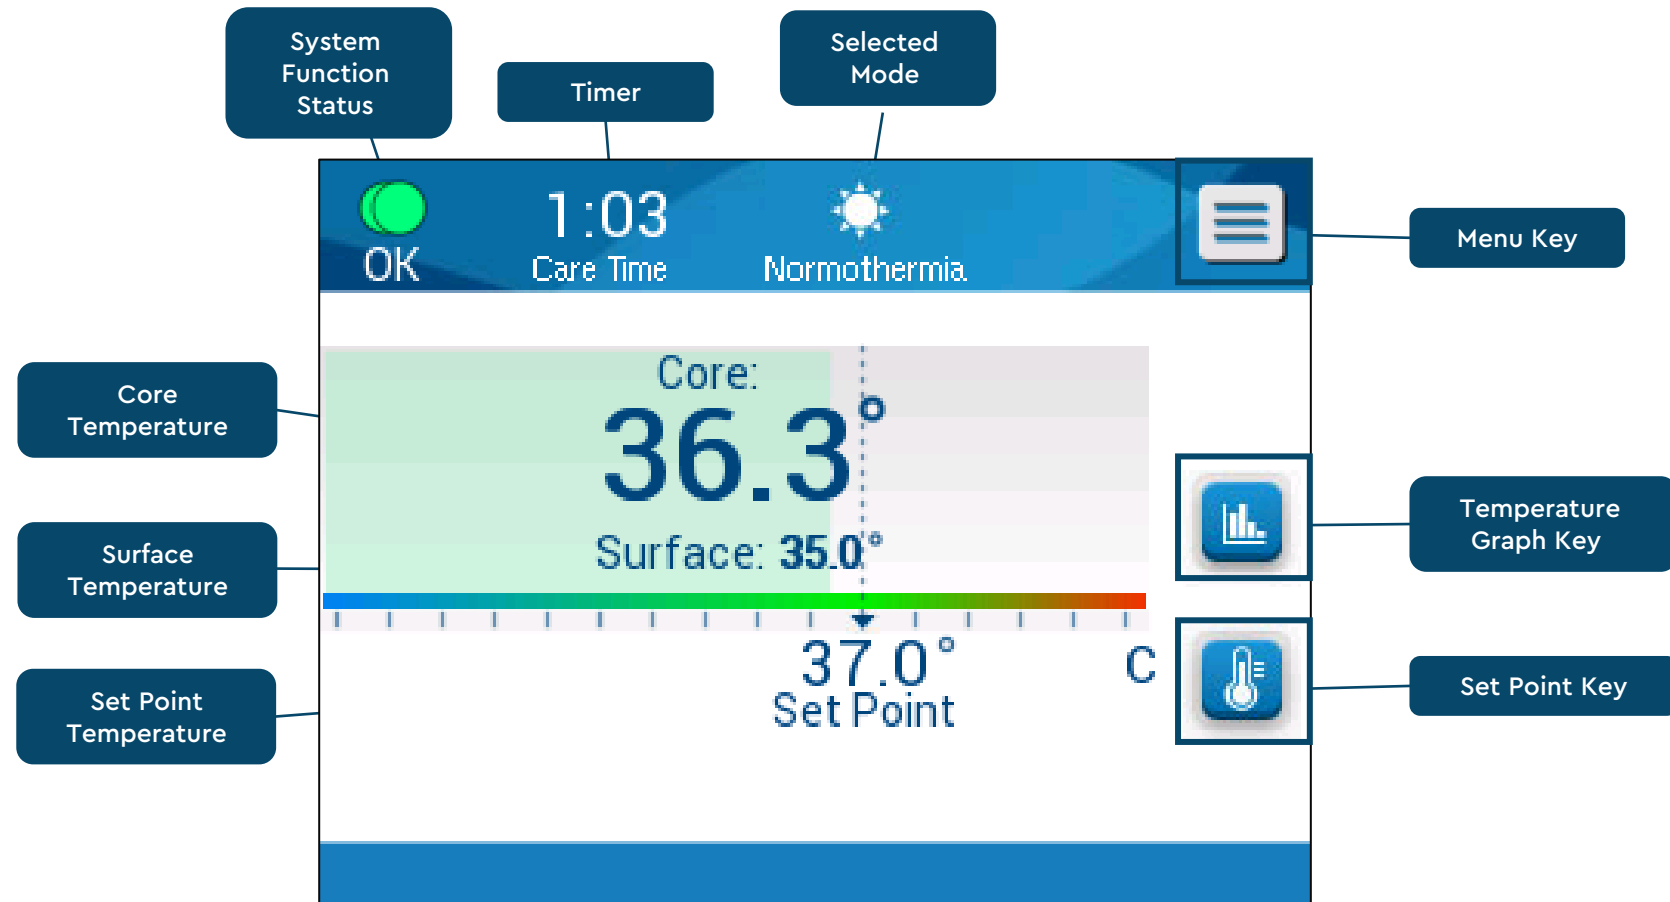 System
Function
Status
Timer
Selected
Mode
1:03
OK
Care Time
Normothermia
Menu Key
Core
Temperature
Core:
36.3°
Surface
Temperature
Surface: 35.0°
Temperature
Graph Key
Set Point
Temperature
37.0°
C
Set Point
Set Point Key